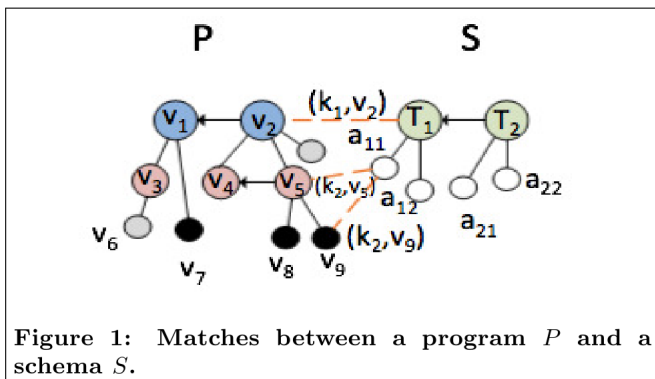 P S
v1 v2 (k1,v2) T1 T2
a11
v3 v4 v5 (k2,v5) a12 a22
a21
v6 v7 v8 v9 (k2,v9)
Figure 1: Matches between a program P and a
schema S.